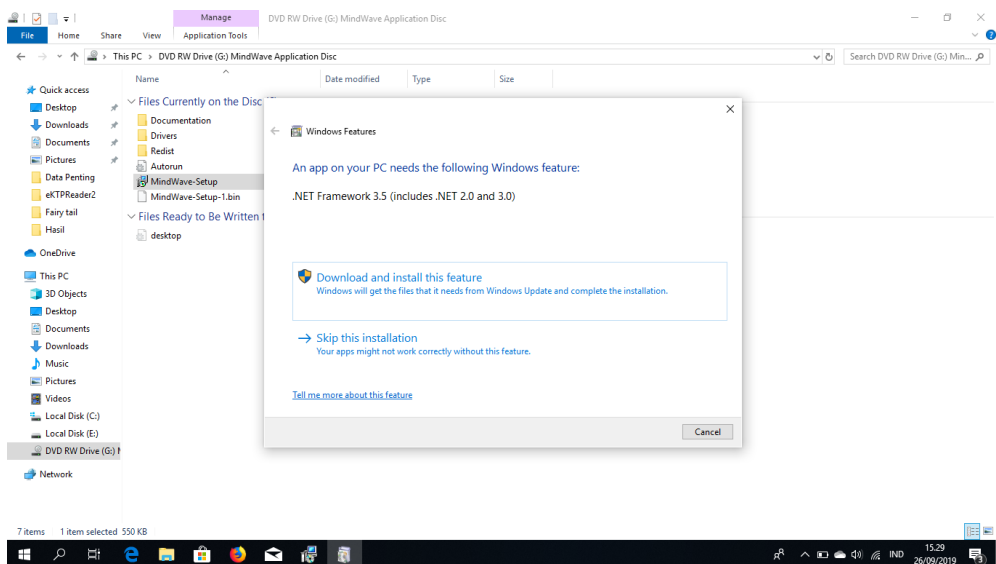 Manage
DVD RW Drive (G:) MindWave Application Disc
File
Home
Share
View
Application Tools
This PC > DVD RW Drive (G:) MindWave Application Disc
Search DVD RW Drive (G:) Min...
Name
Date modified
Type
Size
Quick access
Desktop
Downloads
Documents
Pictures
Data Penting
eKTPReader2
Fairy tail
Hasil
OneDrive
This PC
3D Objects
Desktop
Documents
Downloads
Music
Pictures
Videos
Local Disk (C:)
Local Disk (E:)
DVD RW Drive (G:)
Network
Files Currently on the Disc
Documentation
Drivers
Redist
Autorun
MindWave-Setup
MindWave-Setup-1.bin
Files Ready to Be Written
desktop
Windows Features
An app on your PC needs the following Windows feature:
.NET Framework 3.5 (includes .NET 2.0 and 3.0)
Download and install this feature
Windows will get the files that it needs from Windows Update and complete the installation.
Skip this installation
Your apps might not work correctly without this feature.
Tell me more about this feature
Cancel
7 items
1 item selected 550 KB
IND
15.29
26/09/2019
3